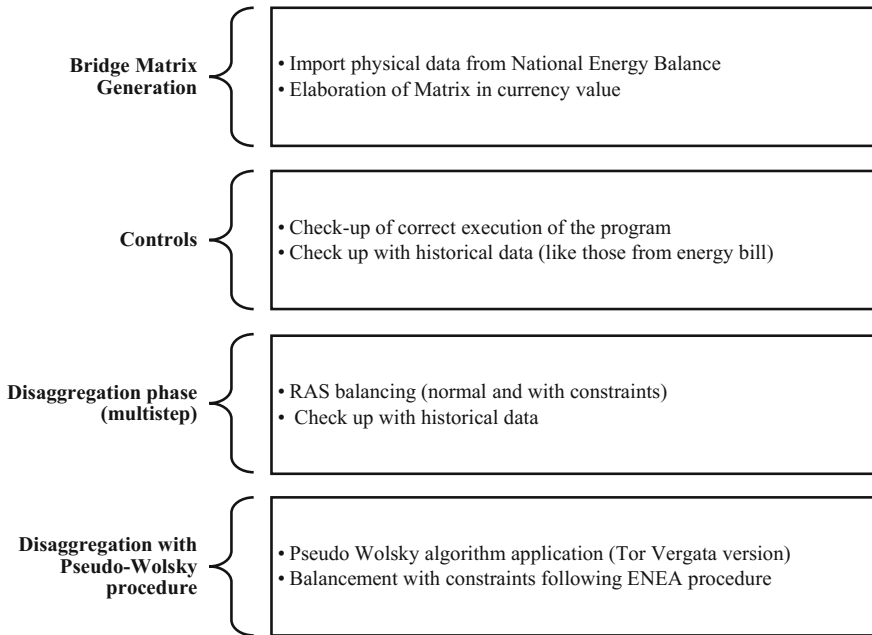 Bridge Matrix
Generation
• Import physical data from National Energy Balance
• Elaboration of Matrix in currency value
Controls
• Check-up of correct execution of the program
• Check up with historical data (like those from energy bill)
Disaggregation phase
(multistep)
• RAS balancing (normal and with constraints)
• Check up with historical data
Disaggregation with
Pseudo-Wolsky
procedure
• Pseudo Wolsky algorithm application (Tor Vergata version)
• Balancement with constraints following ENEA procedure